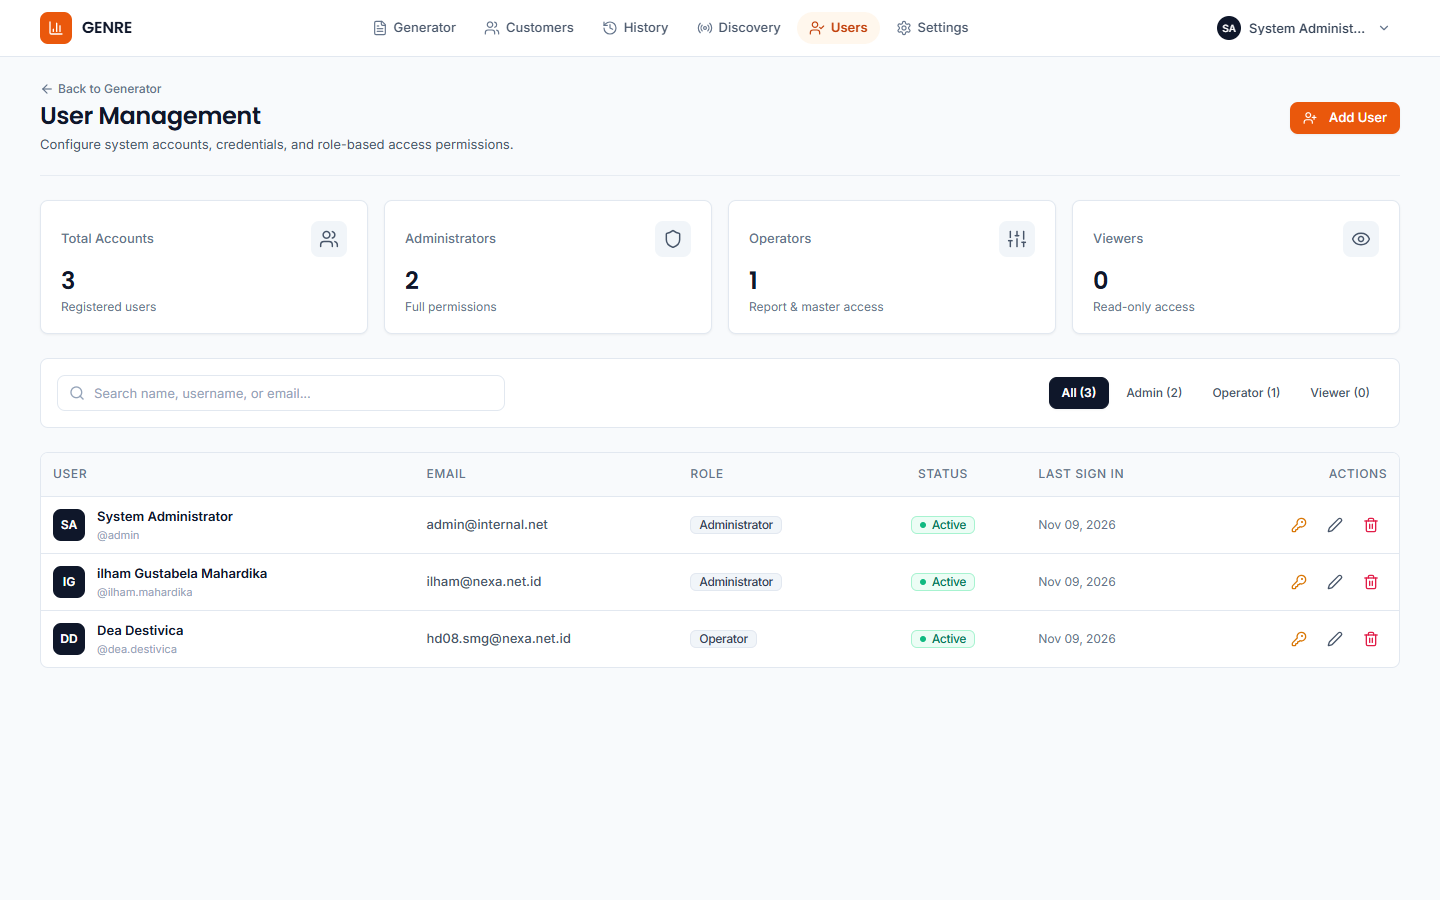 GENRE
Generator
Customers
History
Discovery
Users
Settings
SA
System Administ...
Back to Generator
User Management
Configure system accounts, credentials, and role-based access permissions.
Add User
Total Accounts
3
Registered users
Administrators
2
Full permissions
Operators
1
Report & master access
Viewers
0
Read-only access
Search name, username, or email...
All (3)
Admin (2)
Operator (1)
Viewer (0)
USER EMAIL ROLE STATUS LAST SIGN IN ACTIONS
SA System Administrator admin@internal.net Administrator Active Nov 09, 2026
@admin
IG ilham Gustabela Mahardika ilham@nexa.net.id Administrator Active Nov 09, 2026
@ilham.mahardika
DD Dea Destivica hd08.smg@nexa.net.id Operator Active Nov 09, 2026
@dea.destivica